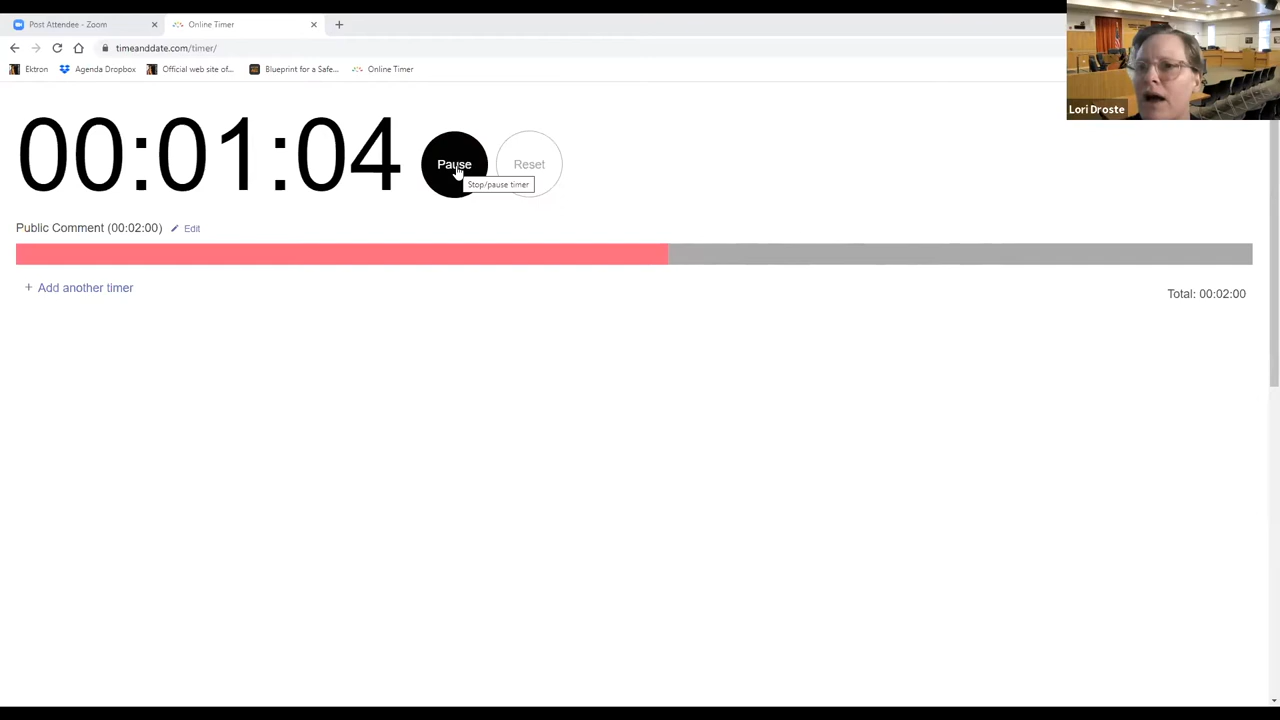 Post Attendee - Zoom
Online Timer
timeanddate.com/timer/
Ektron
Agenda Dropbox
Official web site of...
Blueprint for a Safe...
Online Timer
Lori Droste
00:01:04
Pause
Reset
Stop/pause timer
Public Comment (00:02:00)
Edit
+ Add another timer
Total: 00:02:00